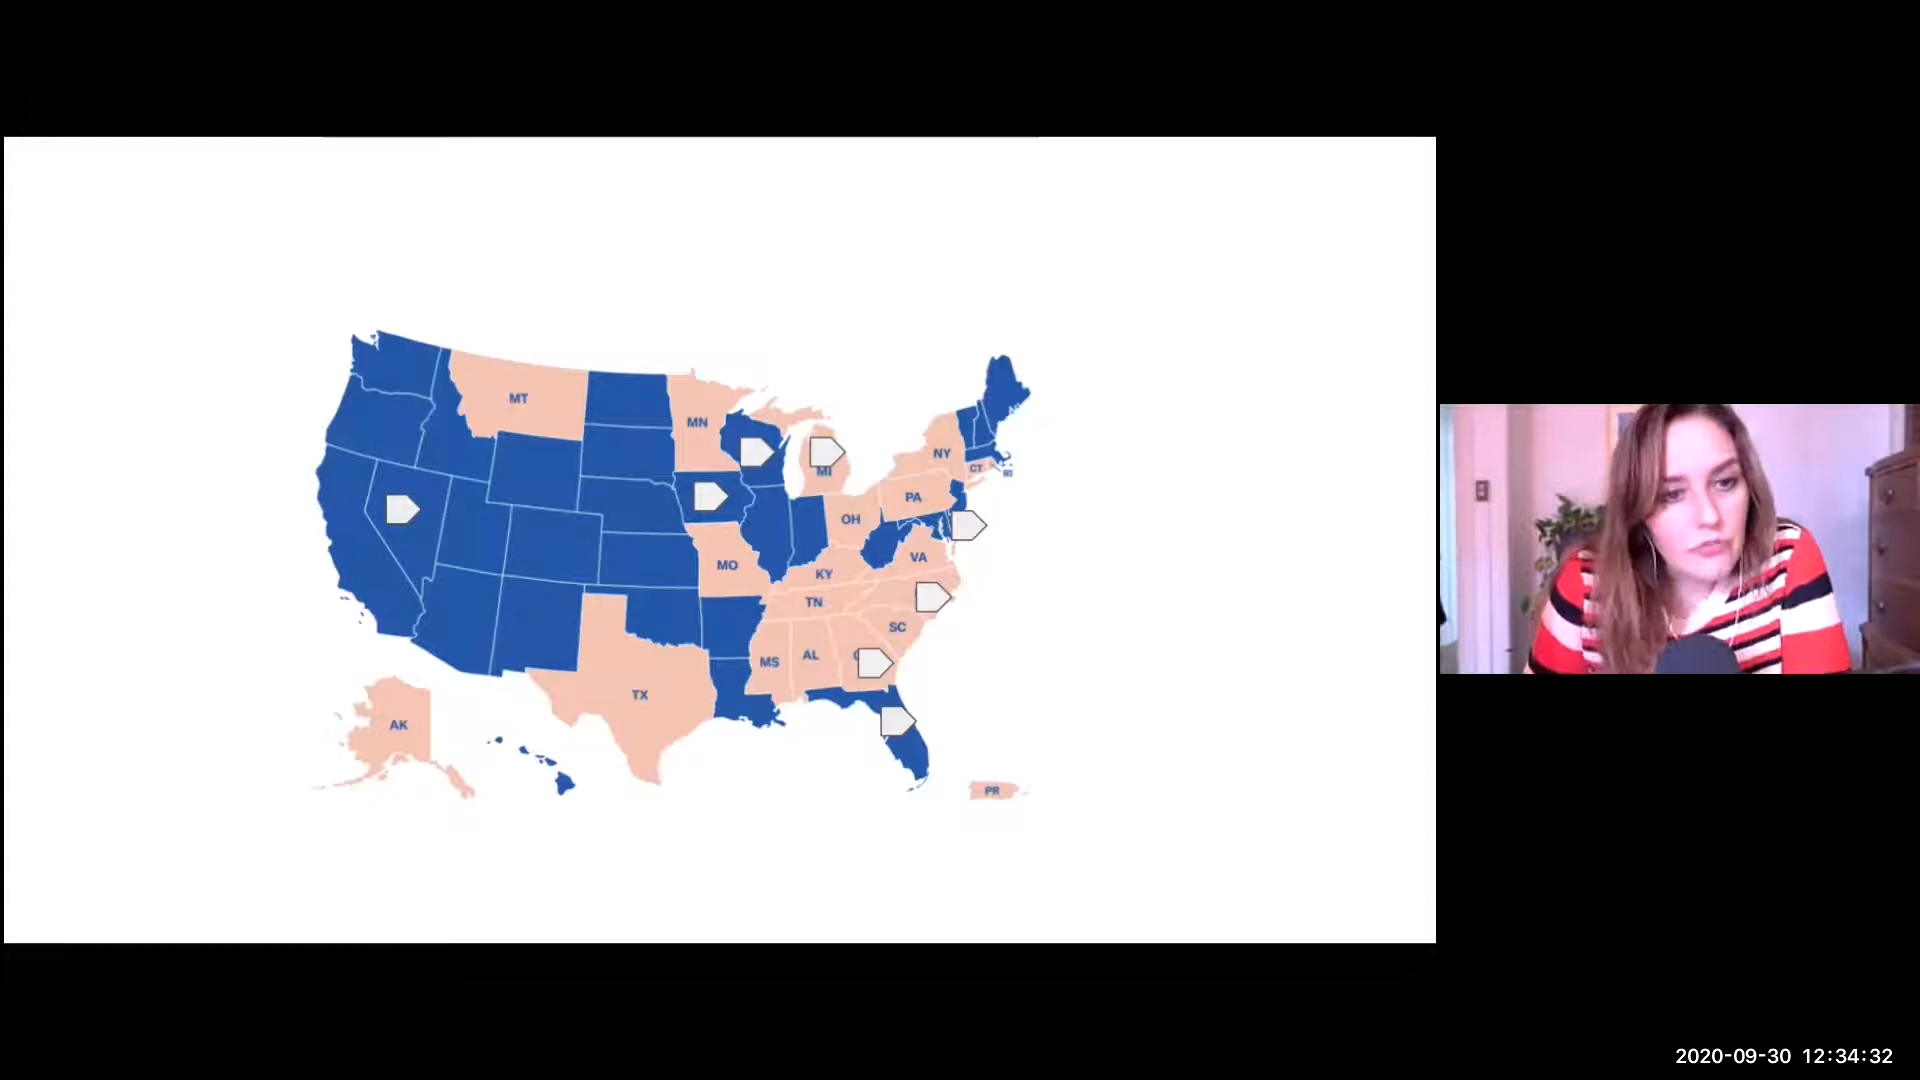 MT
MN
NY
MI
CT
RI
PA
OH
MO
VA
KY
TN
SC
MS
AL
TX
AK
PR
2020-09-30 12:34:32